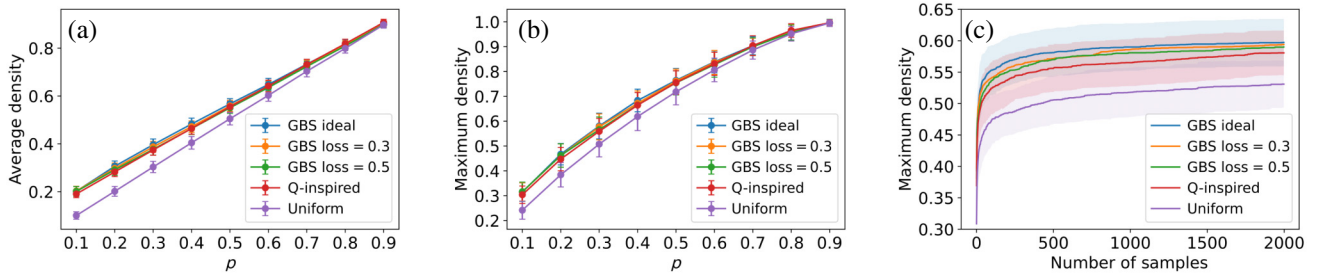 (a)
Average density
0.8
0.6
0.4
0.2
GBS ideal
GBS loss = 0.3
GBS loss = 0.5
Q-inspired
Uniform
0.1 0.2 0.3 0.4 0.5 0.6 0.7 0.8 0.9
p
(b)
Maximum density
1.0
0.9
0.8
0.7
0.6
0.5
0.4
0.3
0.2
GBS ideal
GBS loss = 0.3
GBS loss = 0.5
Q-inspired
Uniform
0.1 0.2 0.3 0.4 0.5 0.6 0.7 0.8 0.9
p
(c)
Maximum density
0.65
0.60
0.55
0.50
0.45
0.40
0.35
0.30
GBS ideal
GBS loss = 0.3
GBS loss = 0.5
Q-inspired
Uniform
0 500 1000 1500 2000
Number of samples